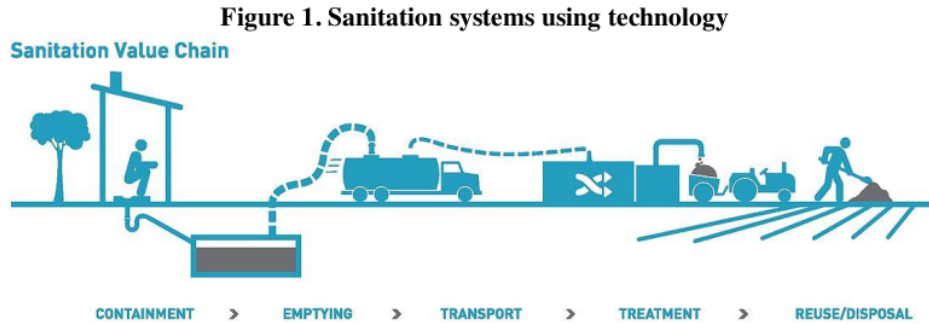 Figure 1. Sanitation systems using technology
Sanitation Value Chain
CONTAINMENT > EMPTYING > TRANSPORT > TREATMENT > REUSE/DISPOSAL